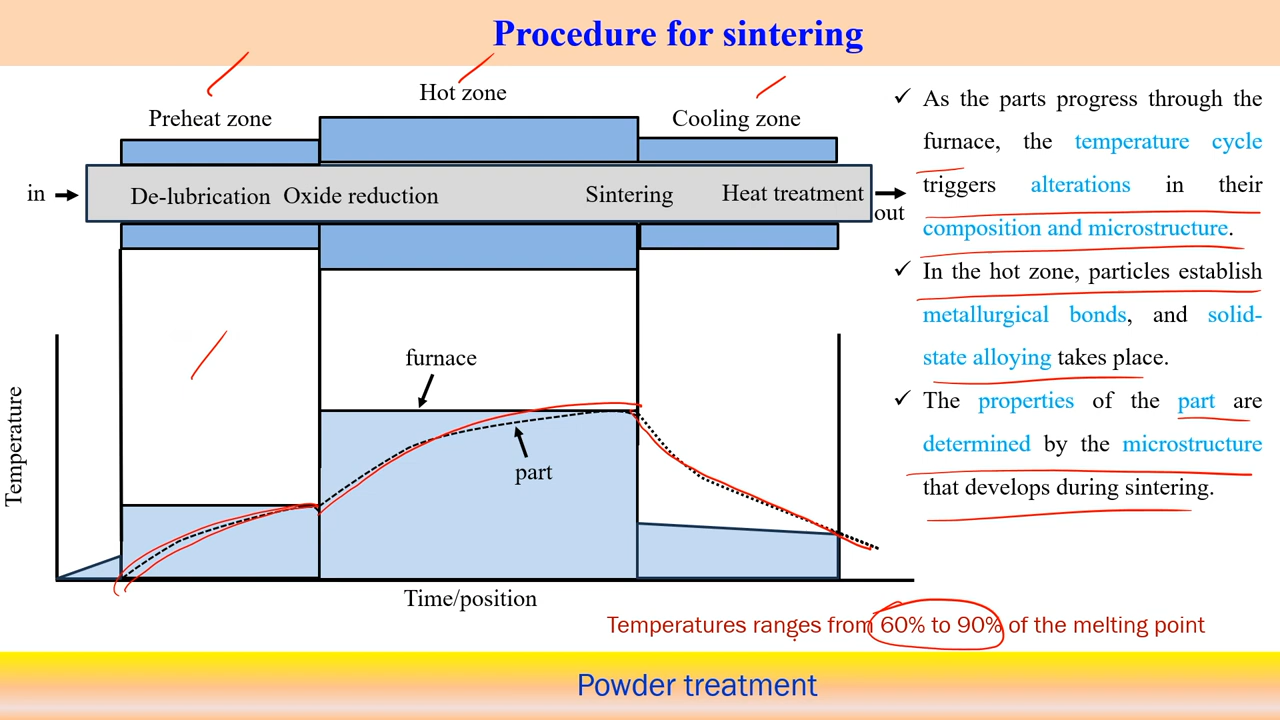 Procedure for sintering
Hot zone
Preheat zone
Cooling zone
in
De-lubrication
Oxide reduction
Sintering
Heat treatment
out
furnace
part
Temperature
Time/position
✓ As the parts progress through the
furnace, the temperature cycle
triggers alterations in their
composition and microstructure.
✓ In the hot zone, particles establish
metallurgical bonds, and solid-
state alloying takes place.
✓ The properties of the part are
determined by the microstructure
that develops during sintering.
Temperatures ranges from 60% to 90% of the melting point
Powder treatment